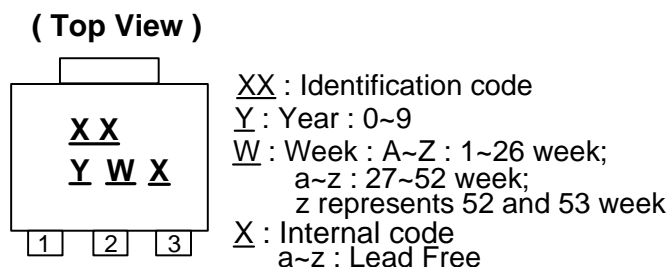 ( Top View )
X X
Y W X
1 2 3
XX : Identification code
Y : Year : 0~9
W : Week : A~Z : 1~26 week;
a~z : 27~52 week;
z represents 52 and 53 week
X : Internal code
a~z : Lead Free